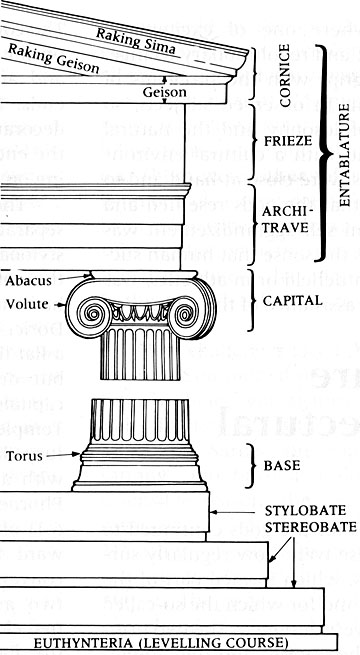 Raking Sima
Raking Geison
Geison
CORNICE
FRIEZE
ENTABLATURE
ARCHI-
TRAVE
Abacus
Volute
CAPITAL
Torus
BASE
STYLOBATE
STEREOBATE
EUTHYNTERIA (LEVELLING COURSE)